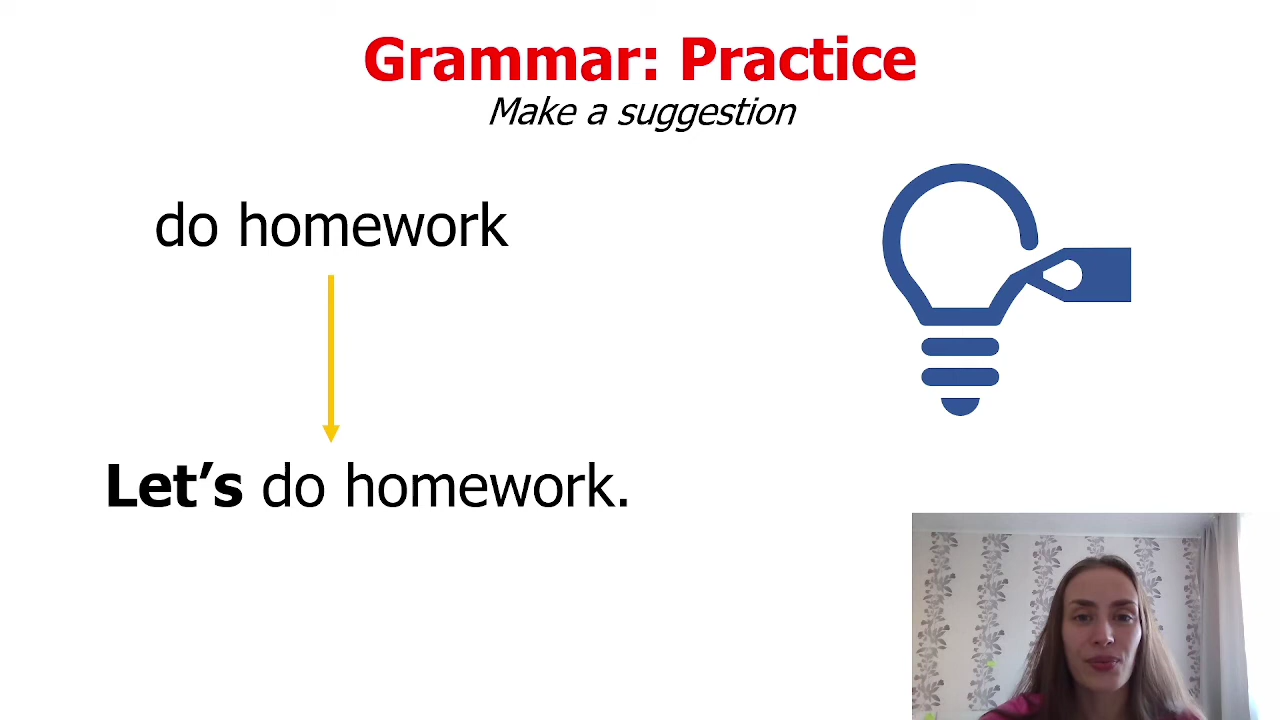 Grammar: Practice
Make a suggestion
do homework
Let’s do homework.